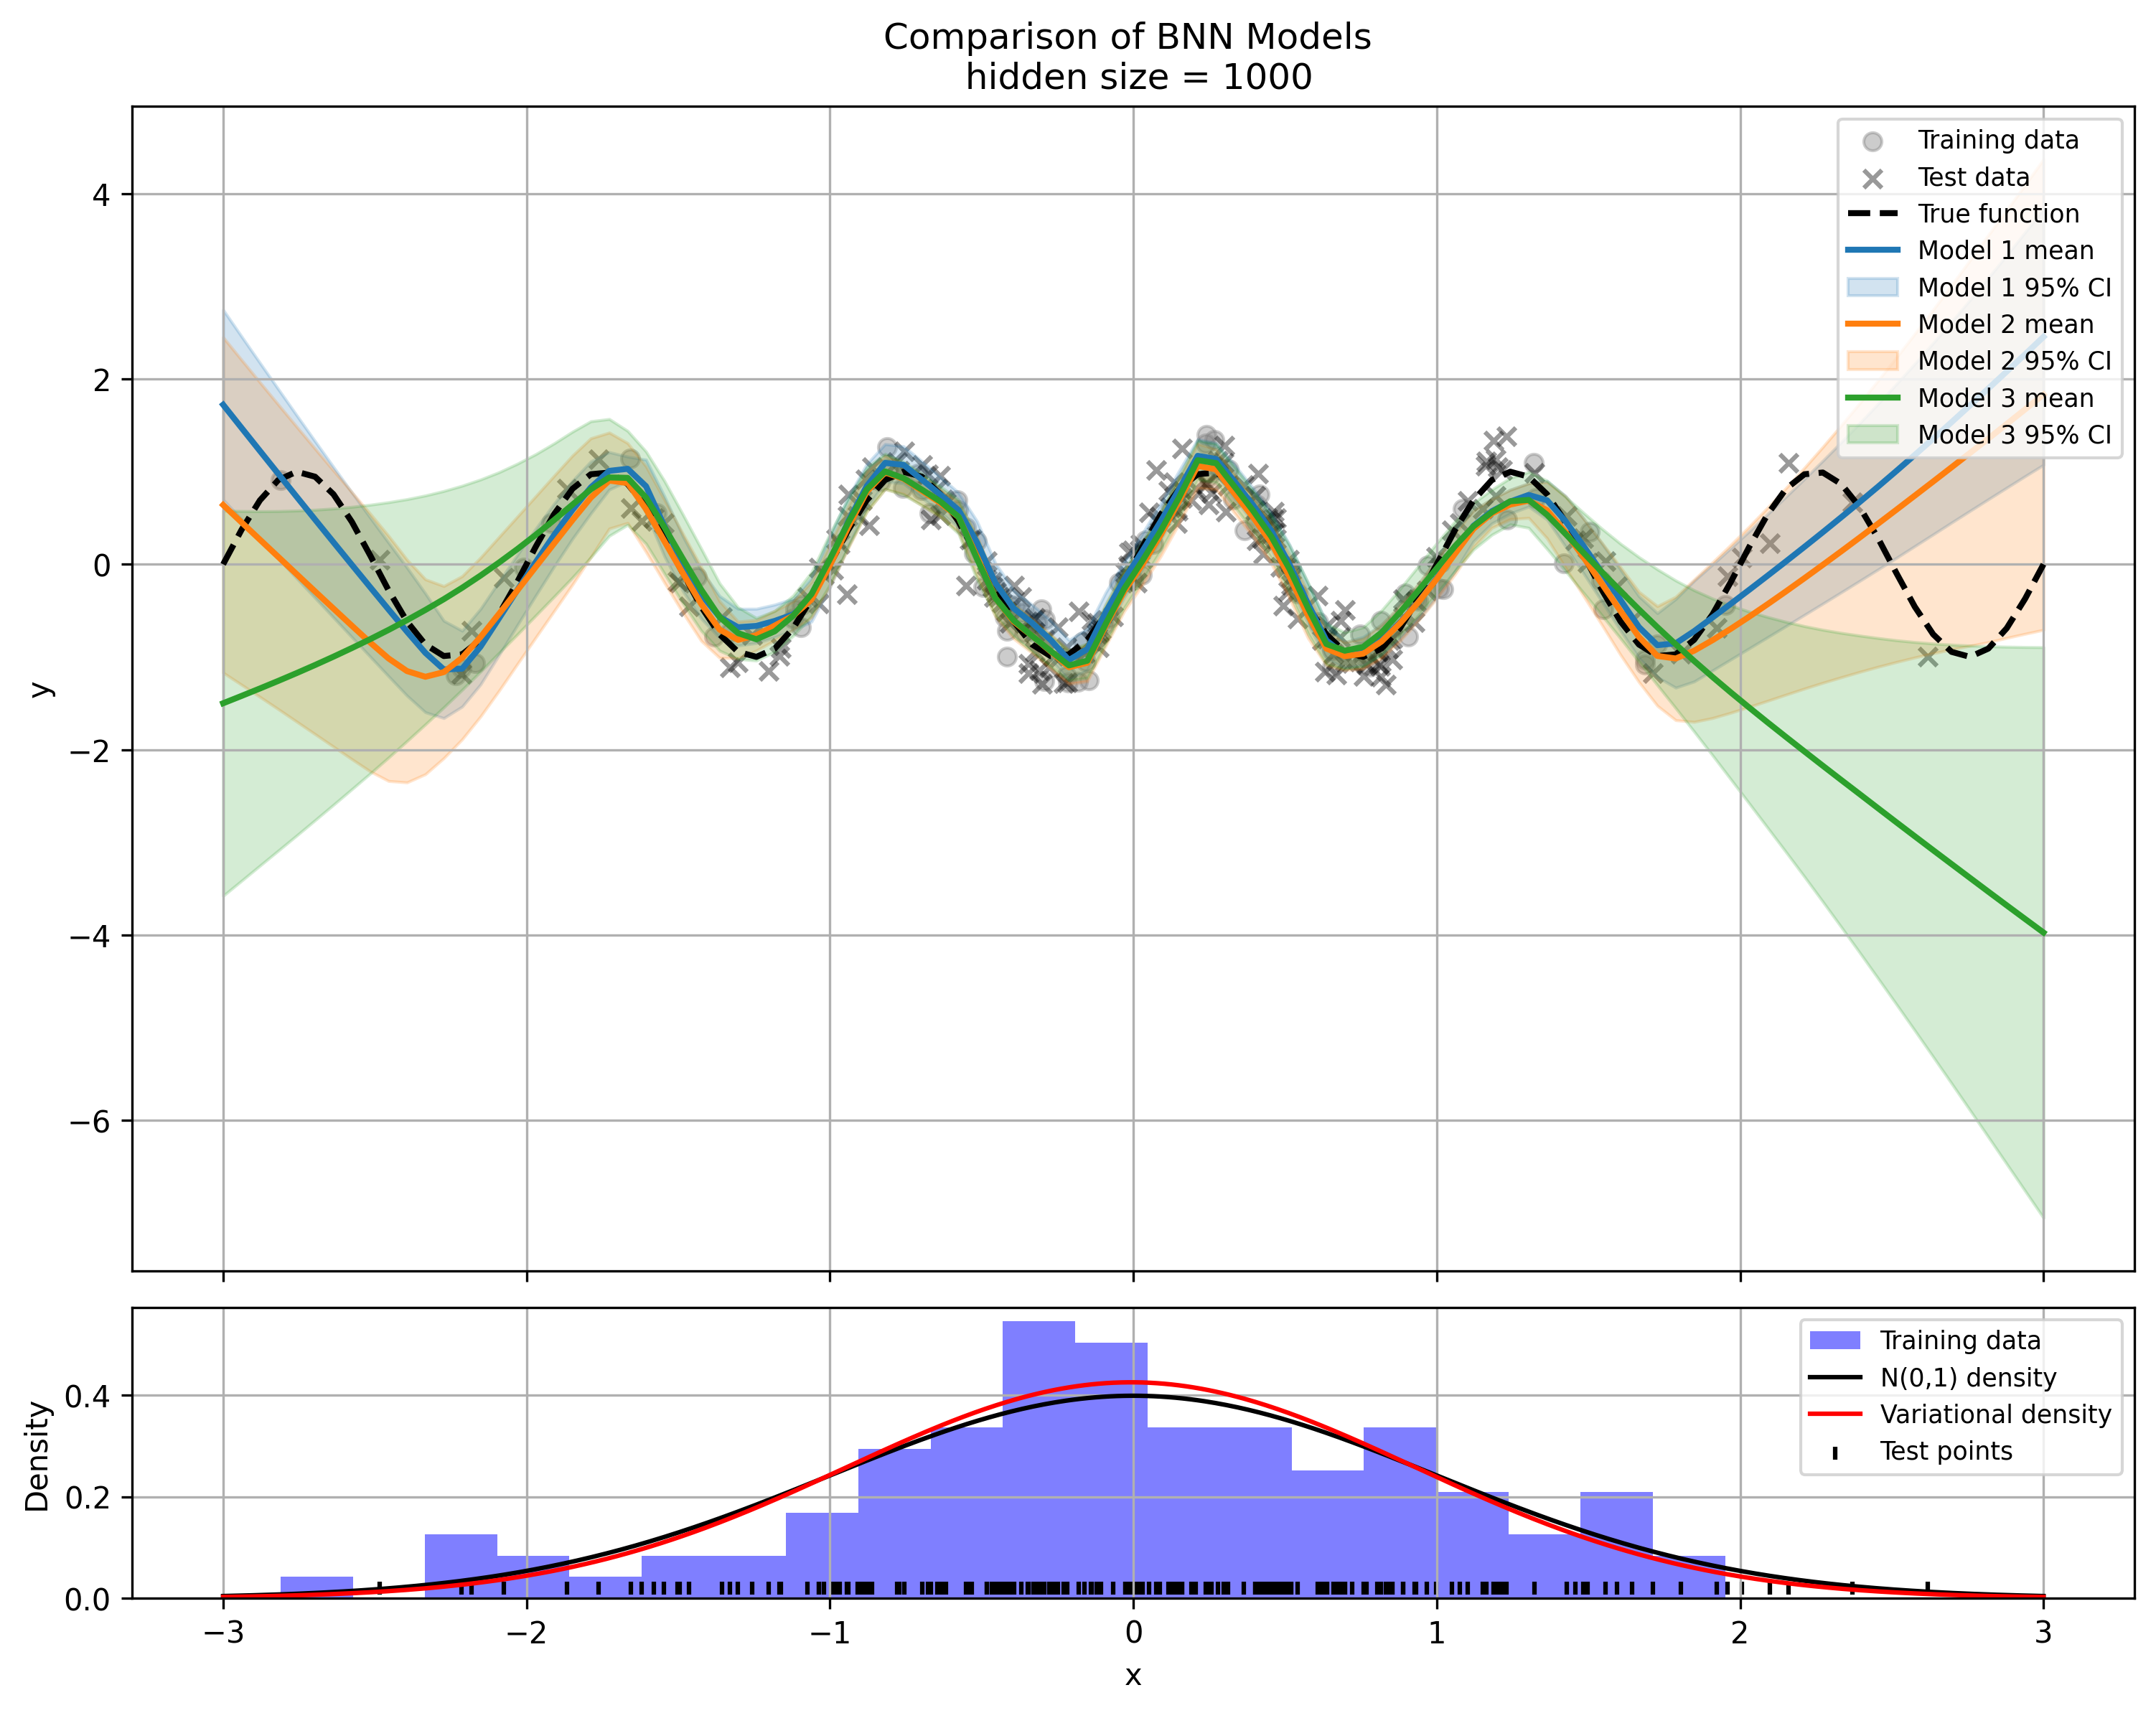 Comparison of BNN Models
hidden size = 1000
Training data
Test data
True function
Model 1 mean
Model 1 95% CI
Model 2 mean
Model 2 95% CI
Model 3 mean
Model 3 95% CI
4
2
0
−2
−4
−6
y
Training data
N(0,1) density
Variational density
Test points
0.4
0.2
0.0
Density
−3
−2
−1
0
1
2
3
x